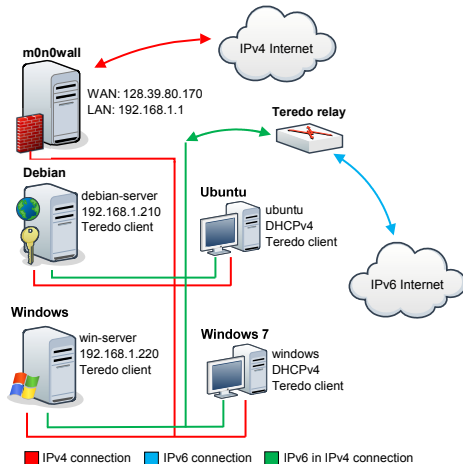 m0n0wall
WAN: 128.39.80.170
LAN: 192.168.1.1
IPv4 Internet
Teredo relay
Debian
debian-server
192.168.1.210
Teredo client
Ubuntu
ubuntu
DHCPv4
Teredo client
IPv6 Internet
Windows
win-server
192.168.1.220
Teredo client
Windows 7
windows
DHCPv4
Teredo client
IPv4 connection
IPv6 connection
IPv6 in IPv4 connection